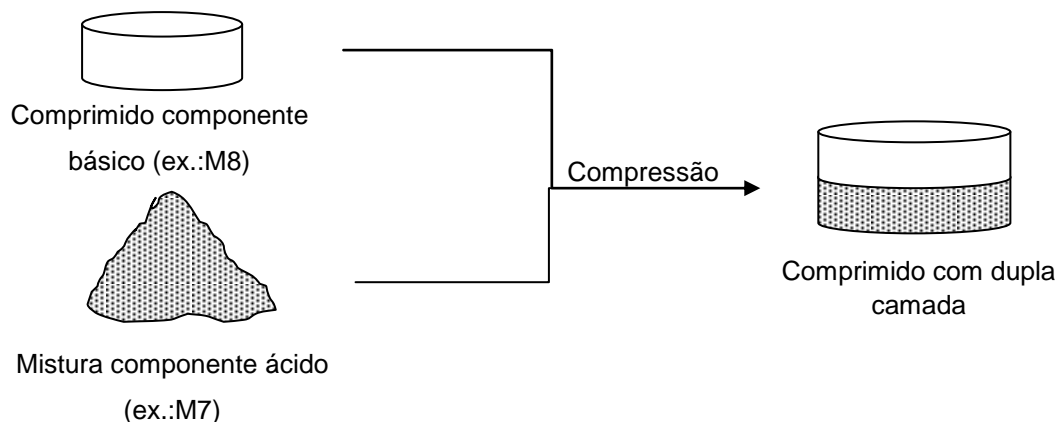 Comprimido componente
básico (ex.:M8)
Compressão
Comprimido com dupla
camada
Mistura componente ácido
(ex.:M7)